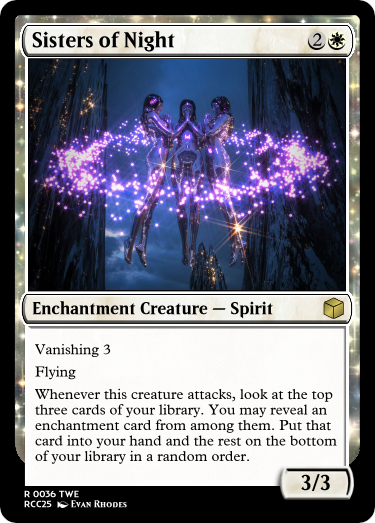 Sisters of Night 2
Enchantment Creature — Spirit
Vanishing 3
Flying
Whenever this creature attacks, look at the top
three cards of your library. You may reveal an
enchantment card from among them. Put that
card into your hand and the rest on the bottom
of your library in a random order.
3/3
R 0036 TWE
RCC25 Evan Rhodes